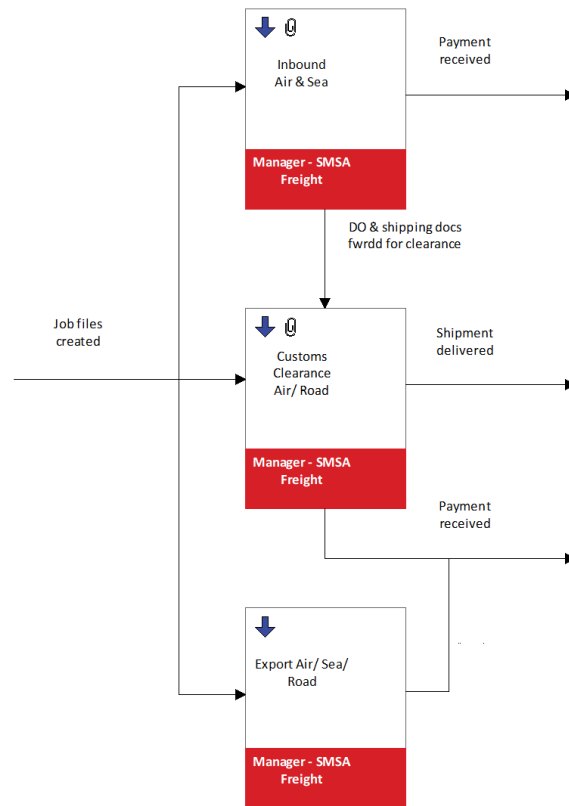 Payment
received
Inbound
Air & Sea
Manager - SMSA
Freight
DO & shipping docs
fwrdd for clearance
Job files
created
Customs
Clearance
Air/ Road
Shipment
delivered
Manager - SMSA
Freight
Payment
received
Export Air/ Sea/
Road
Manager - SMSA
Freight